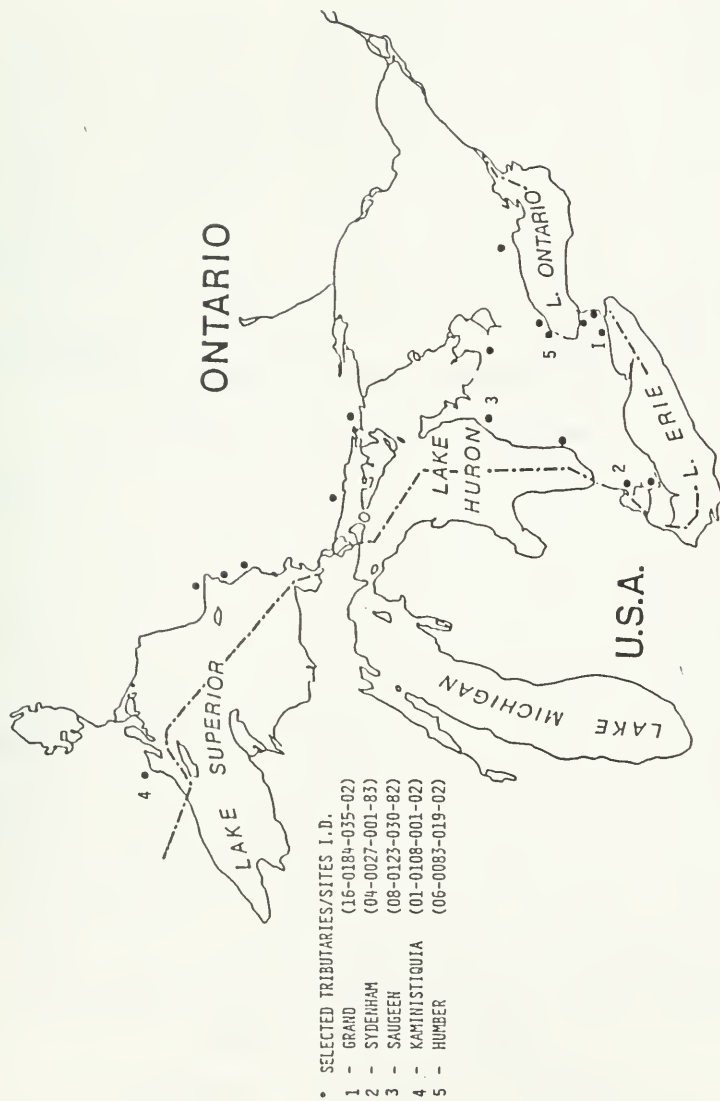 ONTARIO
4
LAKE
SUPERIOR
LAKE
HURON
3
L. ONTARIO
5
1
2
L. ERIE
U.S.A.
LAKE MICHIGAN
• SELECTED TRIBUTARIES/SITES I.D.
1 - GRAND (16-0184-035-02)
2 - SYDENHAM (04-0027-001-83)
3 - SAUGEEN (08-0123-030-82)
4 - KAMINISTIQUIA (01-0108-001-02)
5 - HUMBER (06-0083-019-02)